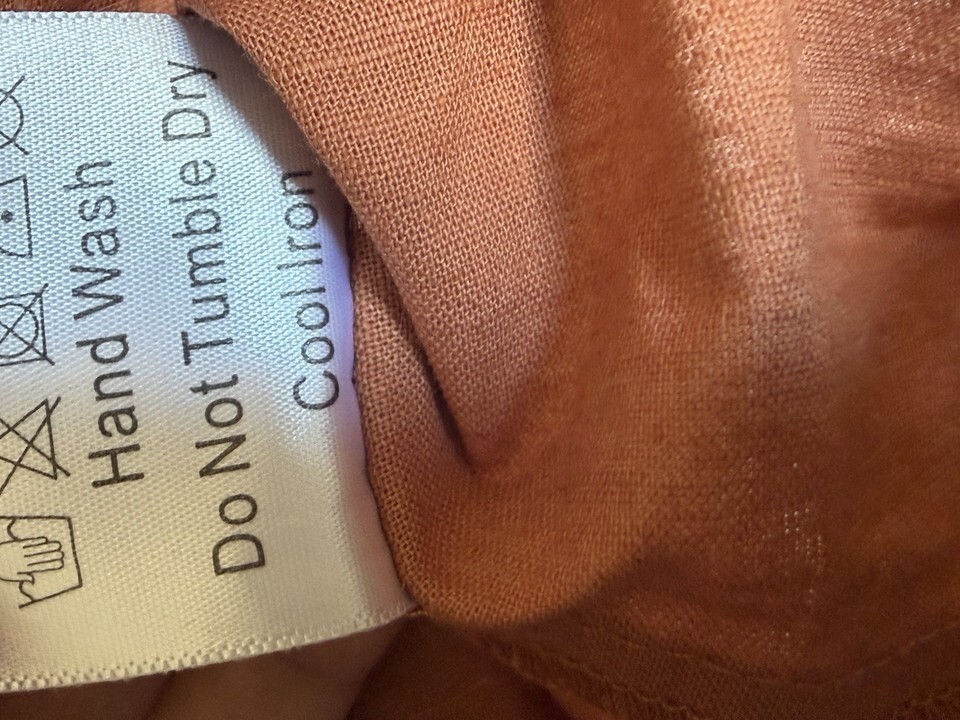 Hand Wash
Do Not Tumble Dry
Cool iron